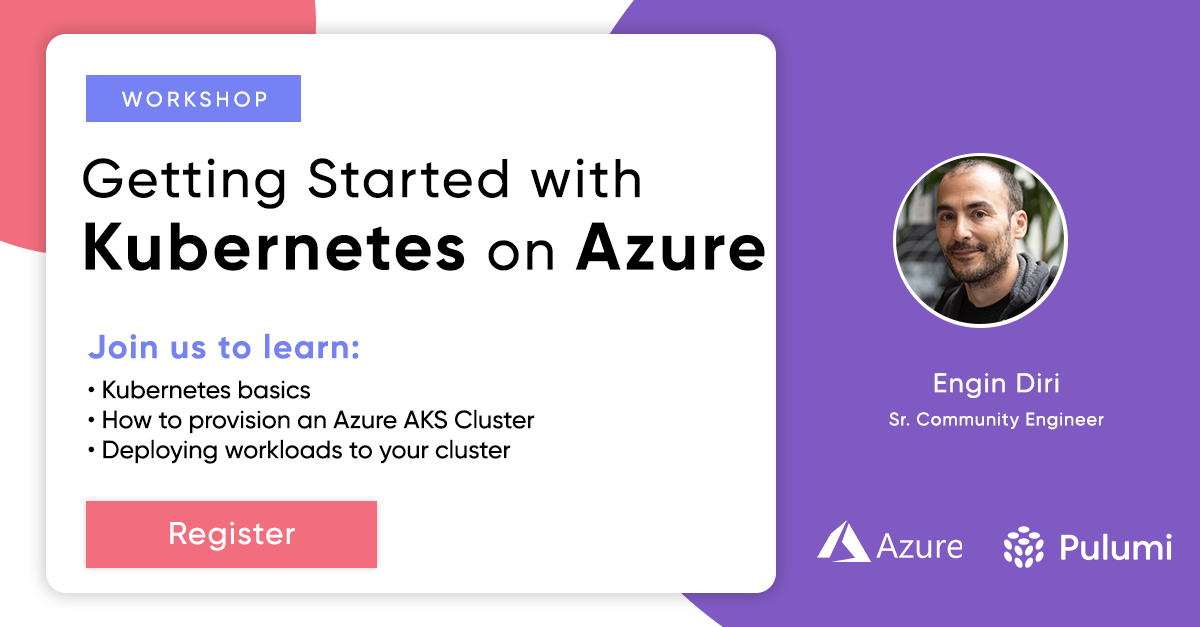 WORKSHOP
Getting Started with
Kubernetes on Azure
Join us to learn:
• Kubernetes basics
• How to provision an Azure AKS Cluster
• Deploying workloads to your cluster
Register
Engin Diri
Sr. Community Engineer
Azure
Pulumi